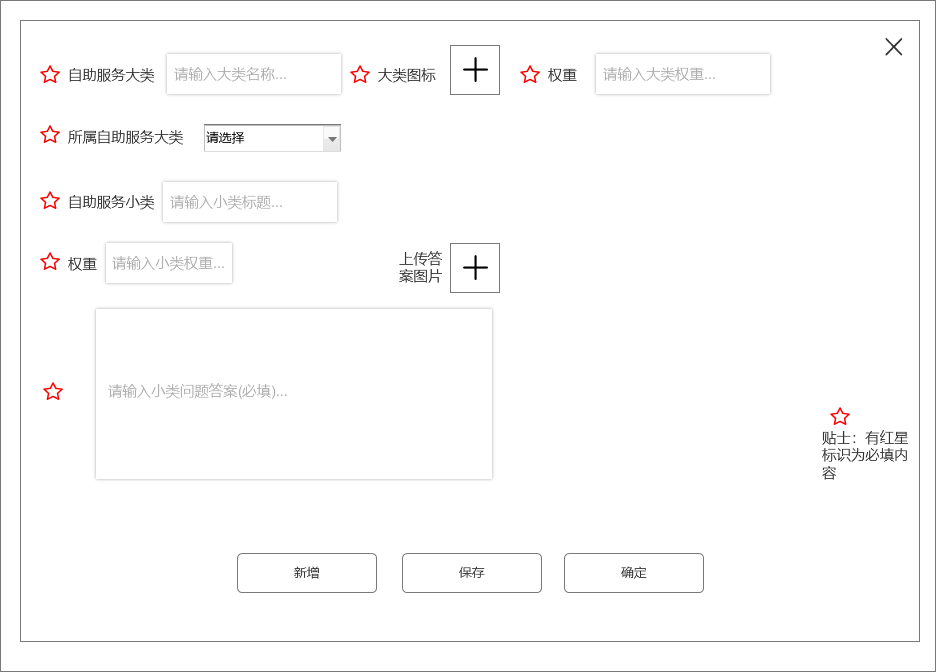 自助服务大类 请输入大类名称... 大类图标 权重 请输入大类权重...
所属自助服务大类 请选择
自助服务小类 请输入小类标题...
权重 请输入小类权重...
上传答
案图片
请输入小类问题答案(必填)...
贴士：有红星
标识为必填内
容
新增 保存 确定